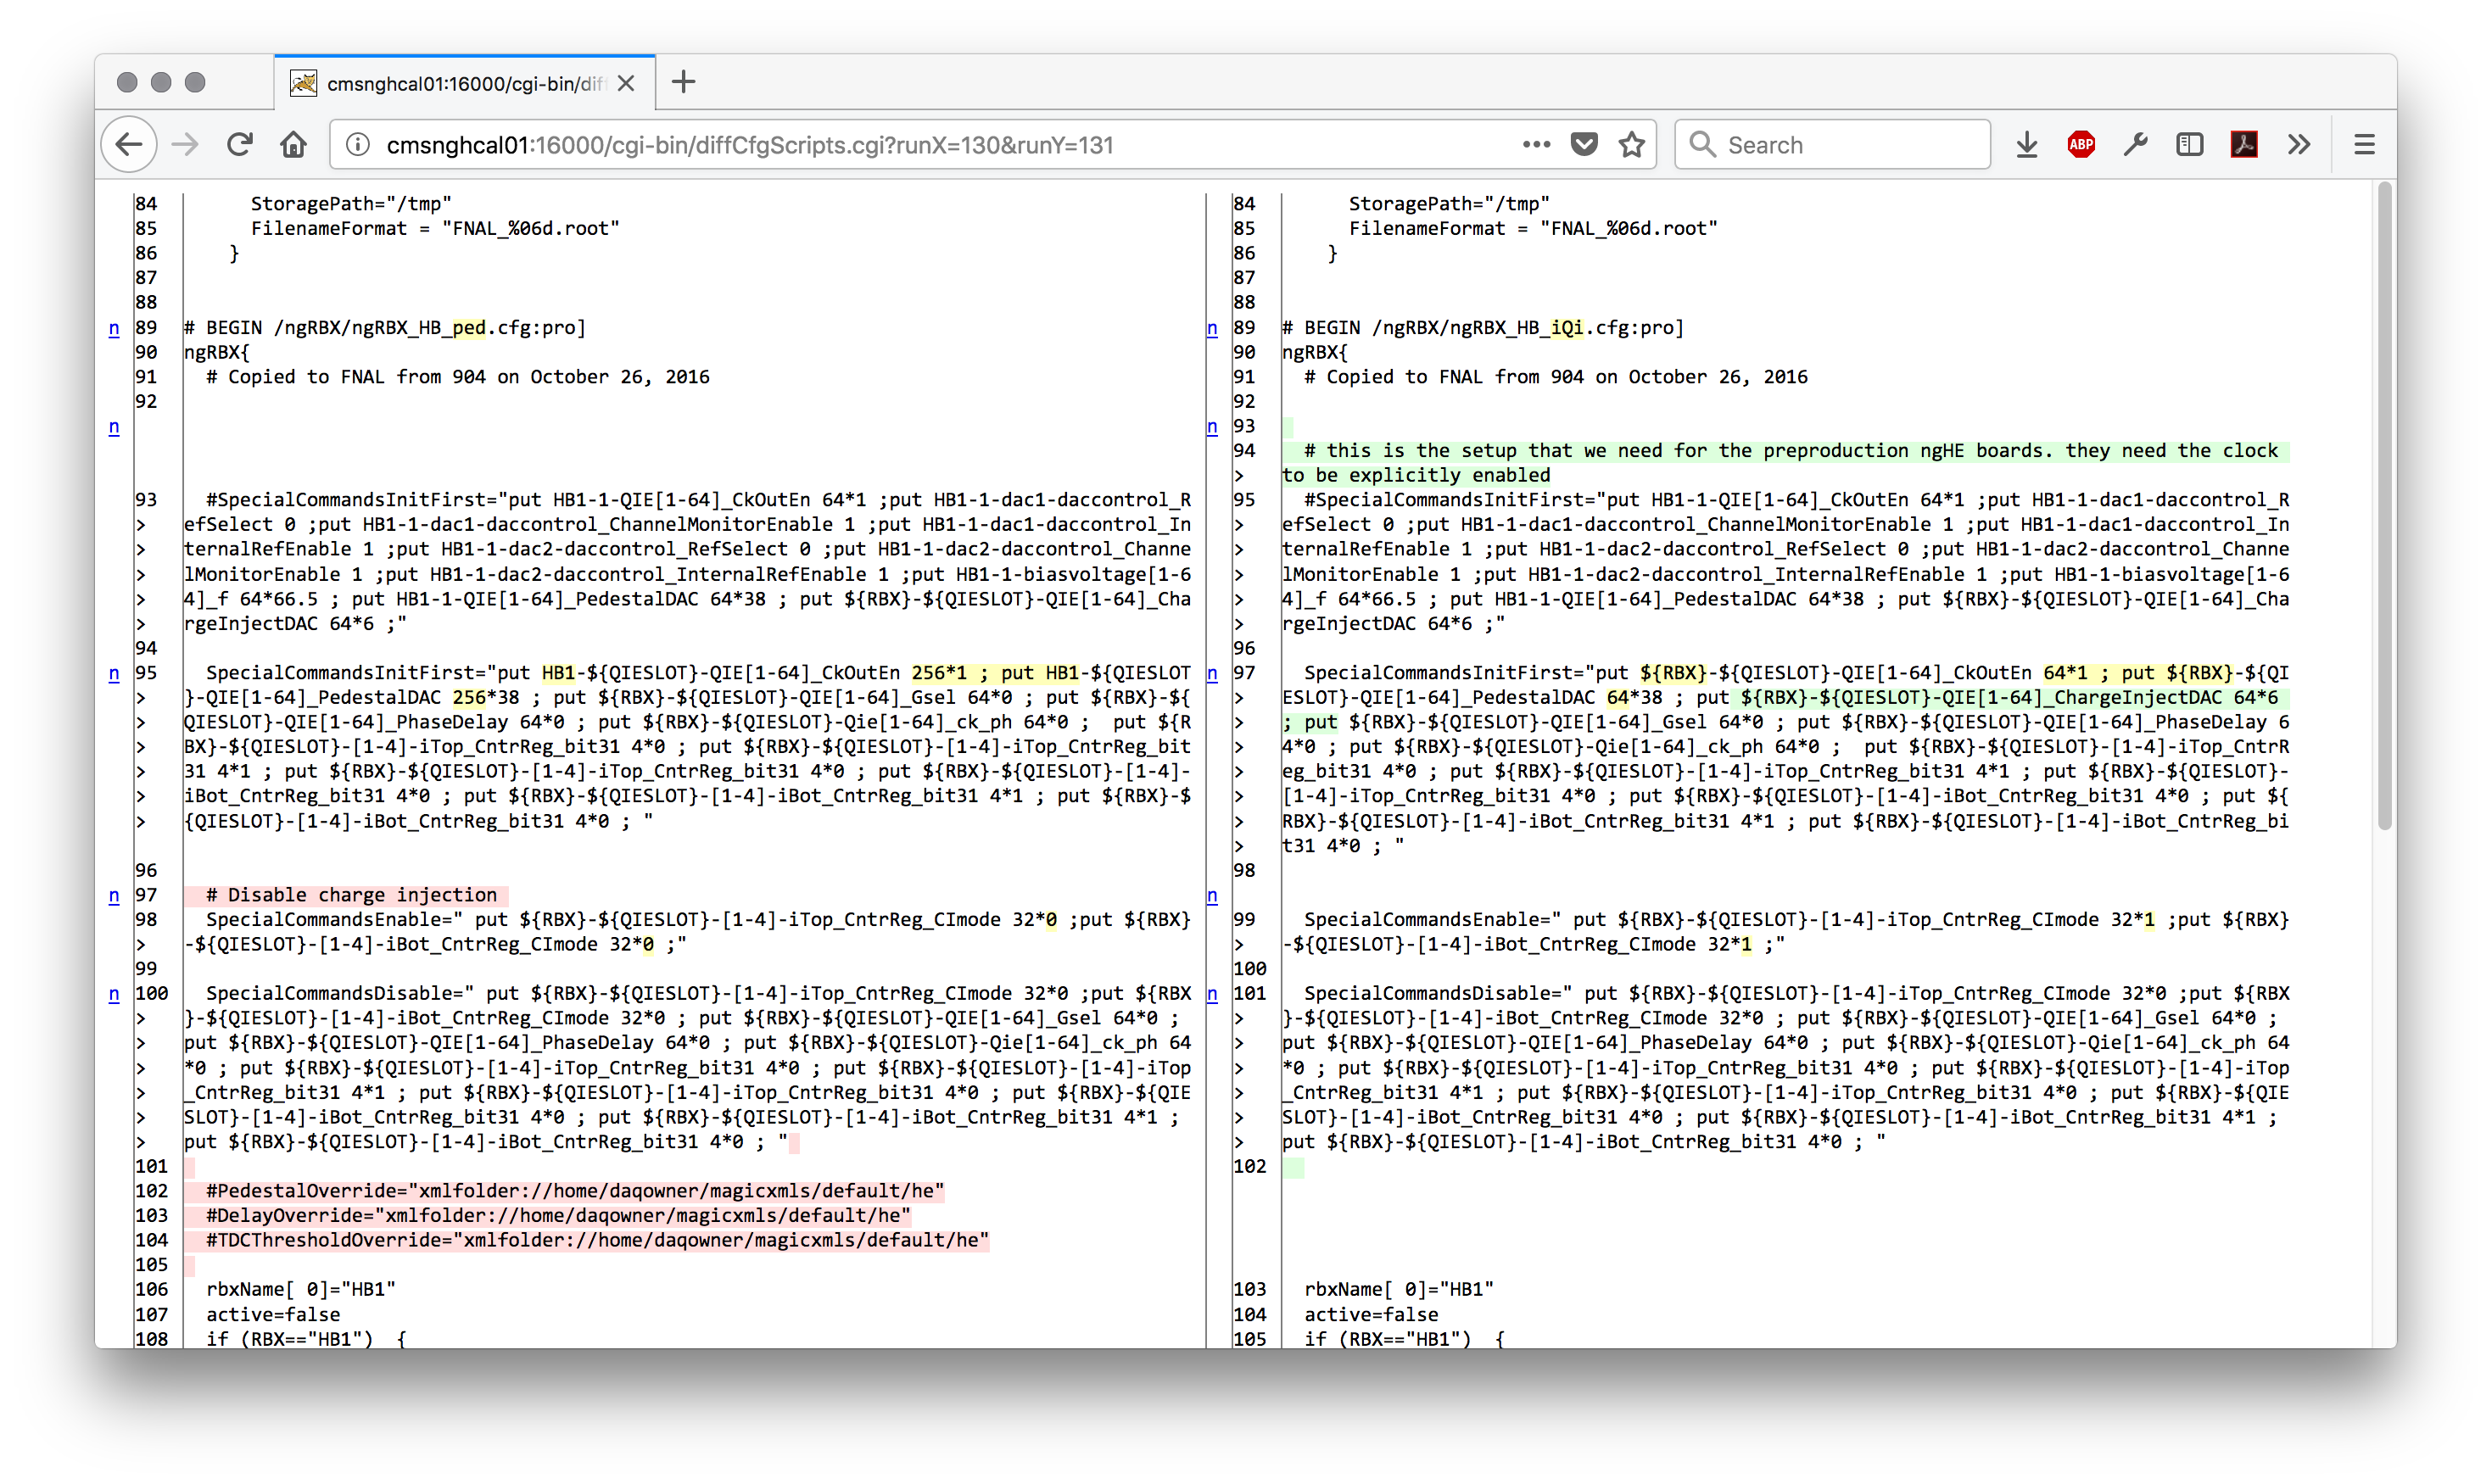 cmsnghcal01:16000/cgi-bin/dif
cmsnghcal01:16000/cgi-bin/diffCfgScripts.cgi?runX=130&runY=131
Search
ABP
84 StoragePath="/tmp"
85 FilenameFormat = "FNAL_%06d.root"
86 }
87
88
n 89 # BEGIN /ngRBX/ngRBX_HB_ped.cfg:pro]
90 ngRBX{
91 # Copied to FNAL from 904 on October 26, 2016
92
n
93 #SpecialCommandsInitFirst="put HB1-1-QIE[1-64]_CkOutEn 64*1 ;put HB1-1-dac1-daccontrol_R
> efSelect 0 ;put HB1-1-dac1-daccontrol_ChannelMonitorEnable 1 ;put HB1-1-dac1-daccontrol_In
> ternalRefEnable 1 ;put HB1-1-dac2-daccontrol_RefSelect 0 ;put HB1-1-dac2-daccontrol_Channe
> lMonitorEnable 1 ;put HB1-1-dac2-daccontrol_InternalRefEnable 1 ;put HB1-1-biasvoltage[1-6
> 4]_f 64*66.5 ; put HB1-1-QIE[1-64]_PedestalDAC 64*38 ; put ${RBX}-${QIESLOT}-QIE[1-64]_Cha
> rgeInjectDAC 64*6 ;"
94
n 95 SpecialCommandsInitFirst="put HB1-${QIESLOT}-QIE[1-64]_CkOutEn 256*1 ; put HB1-${QIESLOT
> }-QIE[1-64]_PedestalDAC 256*38 ; put ${RBX}-${QIESLOT}-QIE[1-64]_Gsel 64*0 ; put ${RBX}-${
> QIESLOT}-QIE[1-64]_PhaseDelay 64*0 ; put ${RBX}-${QIESLOT}-Qie[1-64]_ck_ph 64*0 ;  put ${R
> BX}-${QIESLOT}-[1-4]-iTop_CntrReg_bit31 4*0 ; put ${RBX}-${QIESLOT}-[1-4]-iTop_CntrReg_bit
> 31 4*1 ; put ${RBX}-${QIESLOT}-[1-4]-iTop_CntrReg_bit31 4*0 ; put ${RBX}-${QIESLOT}-[1-4]-
> iBot_CntrReg_bit31 4*0 ; put ${RBX}-${QIESLOT}-[1-4]-iBot_CntrReg_bit31 4*1 ; put ${RBX}-$
> {QIESLOT}-[1-4]-iBot_CntrReg_bit31 4*0 ; "
96
n 97 # Disable charge injection
98 SpecialCommandsEnable=" put ${RBX}-${QIESLOT}-[1-4]-iTop_CntrReg_CImode 32*0 ;put ${RBX}
> -${QIESLOT}-[1-4]-iBot_CntrReg_CImode 32*0 ;"
99
n 100 SpecialCommandsDisable=" put ${RBX}-${QIESLOT}-[1-4]-iTop_CntrReg_CImode 32*0 ;put ${RBX
> }-${QIESLOT}-[1-4]-iBot_CntrReg_CImode 32*0 ; put ${RBX}-${QIESLOT}-QIE[1-64]_Gsel 64*0 ;
> put ${RBX}-${QIESLOT}-QIE[1-64]_PhaseDelay 64*0 ; put ${RBX}-${QIESLOT}-Qie[1-64]_ck_ph 64
> *0 ; put ${RBX}-${QIESLOT}-[1-4]-iTop_CntrReg_bit31 4*0 ; put ${RBX}-${QIESLOT}-[1-4]-iTop
> _CntrReg_bit31 4*1 ; put ${RBX}-${QIESLOT}-[1-4]-iTop_CntrReg_bit31 4*0 ; put ${RBX}-${QIE
> SLOT}-[1-4]-iBot_CntrReg_bit31 4*0 ; put ${RBX}-${QIESLOT}-[1-4]-iBot_CntrReg_bit31 4*1 ;
> put ${RBX}-${QIESLOT}-[1-4]-iBot_CntrReg_bit31 4*0 ; "
101
102 #PedestalOverride="xmlfolder://home/daqowner/magicxmls/default/he"
103 #DelayOverride="xmlfolder://home/daqowner/magicxmls/default/he"
104 #TDCThresholdOverride="xmlfolder://home/daqowner/magicxmls/default/he"
105
106 rbxName[ 0]="HB1"
107 active=false
108 if (RBX=="HB1")  {
84 StoragePath="/tmp"
85 FilenameFormat = "FNAL_%06d.root"
86 }
87
88
n 89 # BEGIN /ngRBX/ngRBX_HB_iQi.cfg:pro]
90 ngRBX{
91 # Copied to FNAL from 904 on October 26, 2016
92
n 93
94 # this is the setup that we need for the preproduction ngHE boards. they need the clock
> to be explicitly enabled
95 #SpecialCommandsInitFirst="put HB1-1-QIE[1-64]_CkOutEn 64*1 ;put HB1-1-dac1-daccontrol_R
> efSelect 0 ;put HB1-1-dac1-daccontrol_ChannelMonitorEnable 1 ;put HB1-1-dac1-daccontrol_In
> ternalRefEnable 1 ;put HB1-1-dac2-daccontrol_RefSelect 0 ;put HB1-1-dac2-daccontrol_Channe
> lMonitorEnable 1 ;put HB1-1-dac2-daccontrol_InternalRefEnable 1 ;put HB1-1-biasvoltage[1-6
> 4]_f 64*66.5 ; put HB1-1-QIE[1-64]_PedestalDAC 64*38 ; put ${RBX}-${QIESLOT}-QIE[1-64]_Cha
> rgeInjectDAC 64*6 ;"
96
n 97 SpecialCommandsInitFirst="put ${RBX}-${QIESLOT}-QIE[1-64]_CkOutEn 64*1 ; put ${RBX}-${QI
> ESLOT}-QIE[1-64]_PedestalDAC 64*38 ; put ${RBX}-${QIESLOT}-QIE[1-64]_ChargeInjectDAC 64*6
> ; put ${RBX}-${QIESLOT}-QIE[1-64]_Gsel 64*0 ; put ${RBX}-${QIESLOT}-QIE[1-64]_PhaseDelay 6
> 4*0 ; put ${RBX}-${QIESLOT}-Qie[1-64]_ck_ph 64*0 ;  put ${RBX}-${QIESLOT}-[1-4]-iTop_CntrR
> eg_bit31 4*0 ; put ${RBX}-${QIESLOT}-[1-4]-iTop_CntrReg_bit31 4*1 ; put ${RBX}-${QIESLOT}-
> [1-4]-iTop_CntrReg_bit31 4*0 ; put ${RBX}-${QIESLOT}-[1-4]-iBot_CntrReg_bit31 4*0 ; put ${
> RBX}-${QIESLOT}-[1-4]-iBot_CntrReg_bit31 4*1 ; put ${RBX}-${QIESLOT}-[1-4]-iBot_CntrReg_bi
> t31 4*0 ; "
98
n
99 SpecialCommandsEnable=" put ${RBX}-${QIESLOT}-[1-4]-iTop_CntrReg_CImode 32*1 ;put ${RBX}
> -${QIESLOT}-[1-4]-iBot_CntrReg_CImode 32*1 ;"
100
n 101 SpecialCommandsDisable=" put ${RBX}-${QIESLOT}-[1-4]-iTop_CntrReg_CImode 32*0 ;put ${RBX
> }-${QIESLOT}-[1-4]-iBot_CntrReg_CImode 32*0 ; put ${RBX}-${QIESLOT}-QIE[1-64]_Gsel 64*0 ;
> put ${RBX}-${QIESLOT}-QIE[1-64]_PhaseDelay 64*0 ; put ${RBX}-${QIESLOT}-Qie[1-64]_ck_ph 64
> *0 ; put ${RBX}-${QIESLOT}-[1-4]-iTop_CntrReg_bit31 4*0 ; put ${RBX}-${QIESLOT}-[1-4]-iTop
> _CntrReg_bit31 4*1 ; put ${RBX}-${QIESLOT}-[1-4]-iTop_CntrReg_bit31 4*0 ; put ${RBX}-${QIE
> SLOT}-[1-4]-iBot_CntrReg_bit31 4*0 ; put ${RBX}-${QIESLOT}-[1-4]-iBot_CntrReg_bit31 4*1 ;
> put ${RBX}-${QIESLOT}-[1-4]-iBot_CntrReg_bit31 4*0 ; "
102
103 rbxName[ 0]="HB1"
104 active=false
105 if (RBX=="HB1")  {